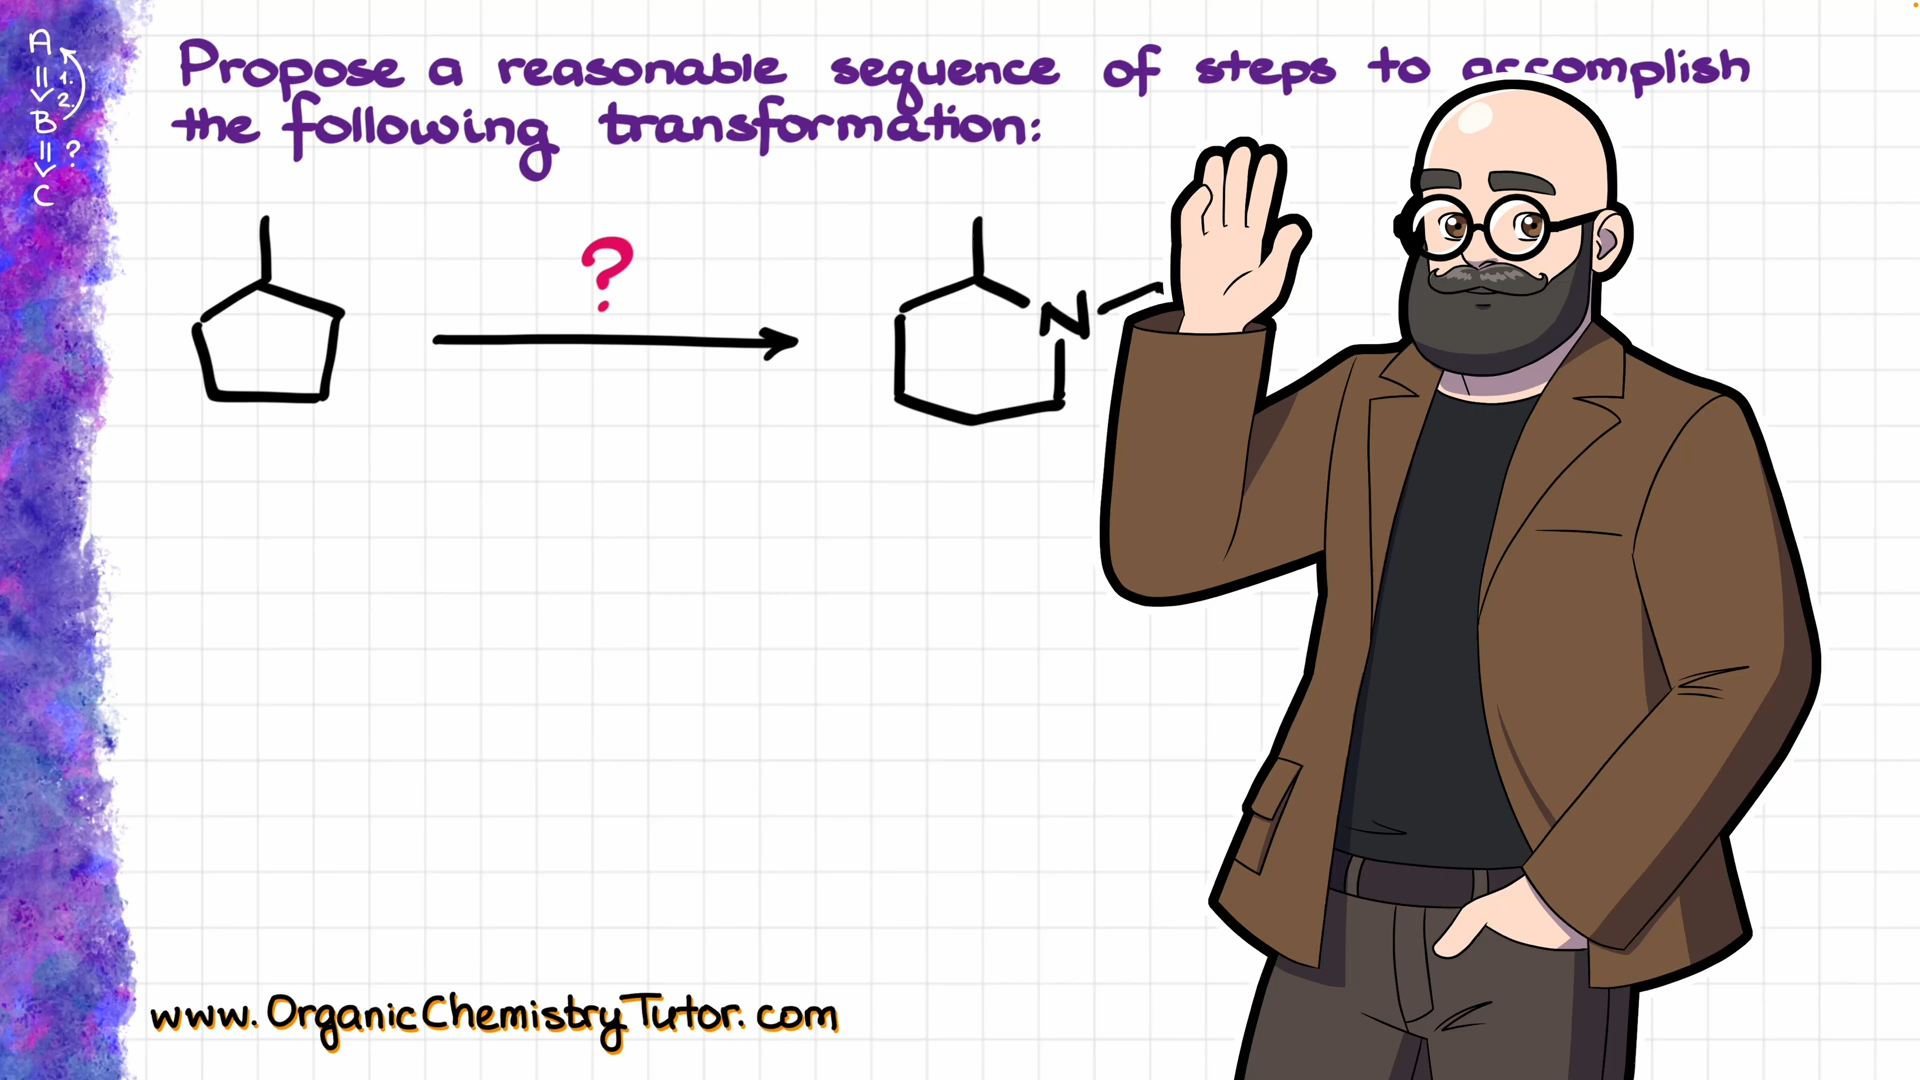 Propose a reasonable sequence of steps to accomplish
the following transformation:
A
1.
2.
B
?
C
?
N
www.OrganicChemistryTutor.com